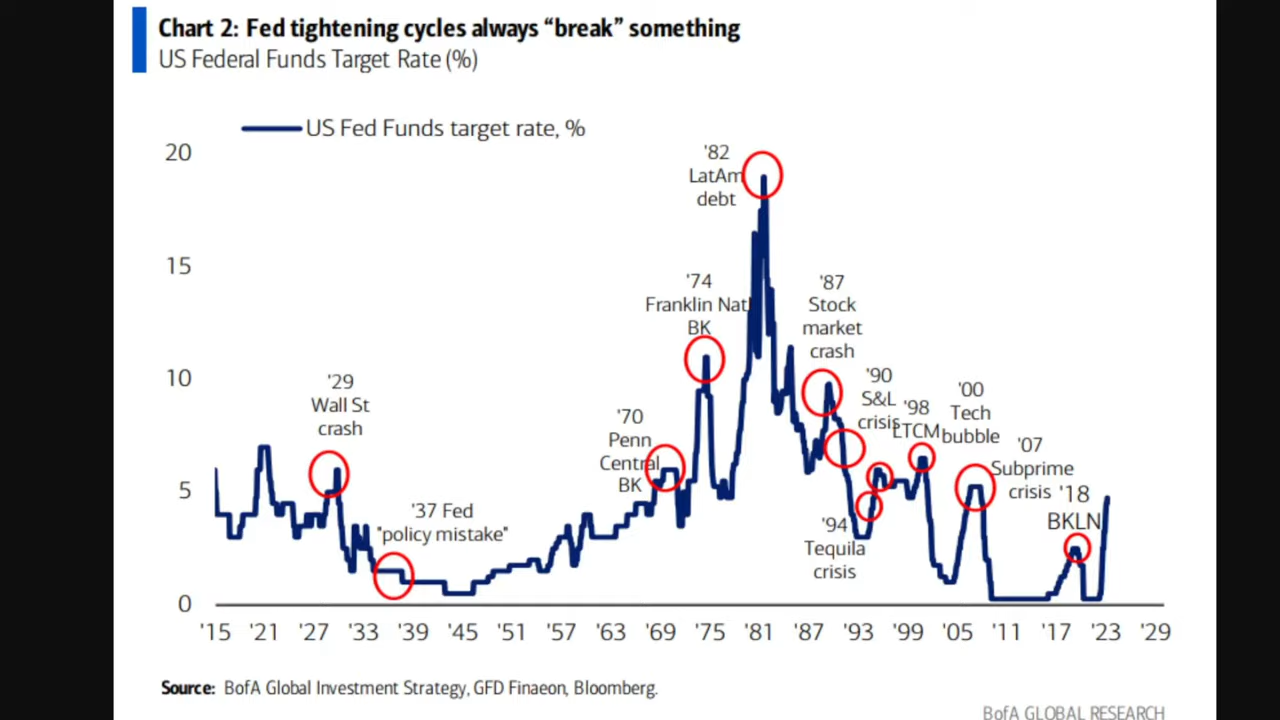 Chart 2: Fed tightening cycles always “break” something
US Federal Funds Target Rate (%)
US Fed Funds target rate, %
20
15
10
5
0
'29
Wall St
crash
'37 Fed
"policy mistake"
'70
Penn
Central
BK
'74
Franklin Natl
BK
'82
LatAm
debt
'87
Stock
market
crash
'90
S&L
crisis
'94
Tequila
crisis
'98
LTCM
'00
Tech
bubble
'07
Subprime
crisis
'18
BKLN
'15 '21 '27 '33 '39 '45 '51 '57 '63 '69 '75 '81 '87 '93 '99 '05 '11 '17 '23 '29
Source: BofA Global Investment Strategy, GFD Finaeon, Bloomberg.
BofA GLOBAL RESEARCH